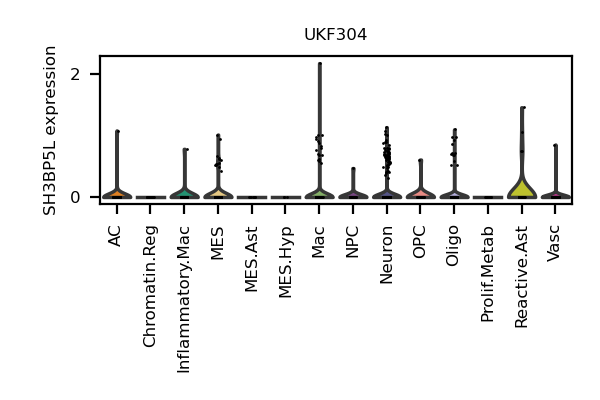 UKF304
SH3BP5L expression
2
0
AC
Chromatin.Reg
Inflammatory.Mac
MES
MES.Ast
MES.Hyp
Mac
NPC
Neuron
OPC
Oligo
Prolif.Metab
Reactive.Ast
Vasc